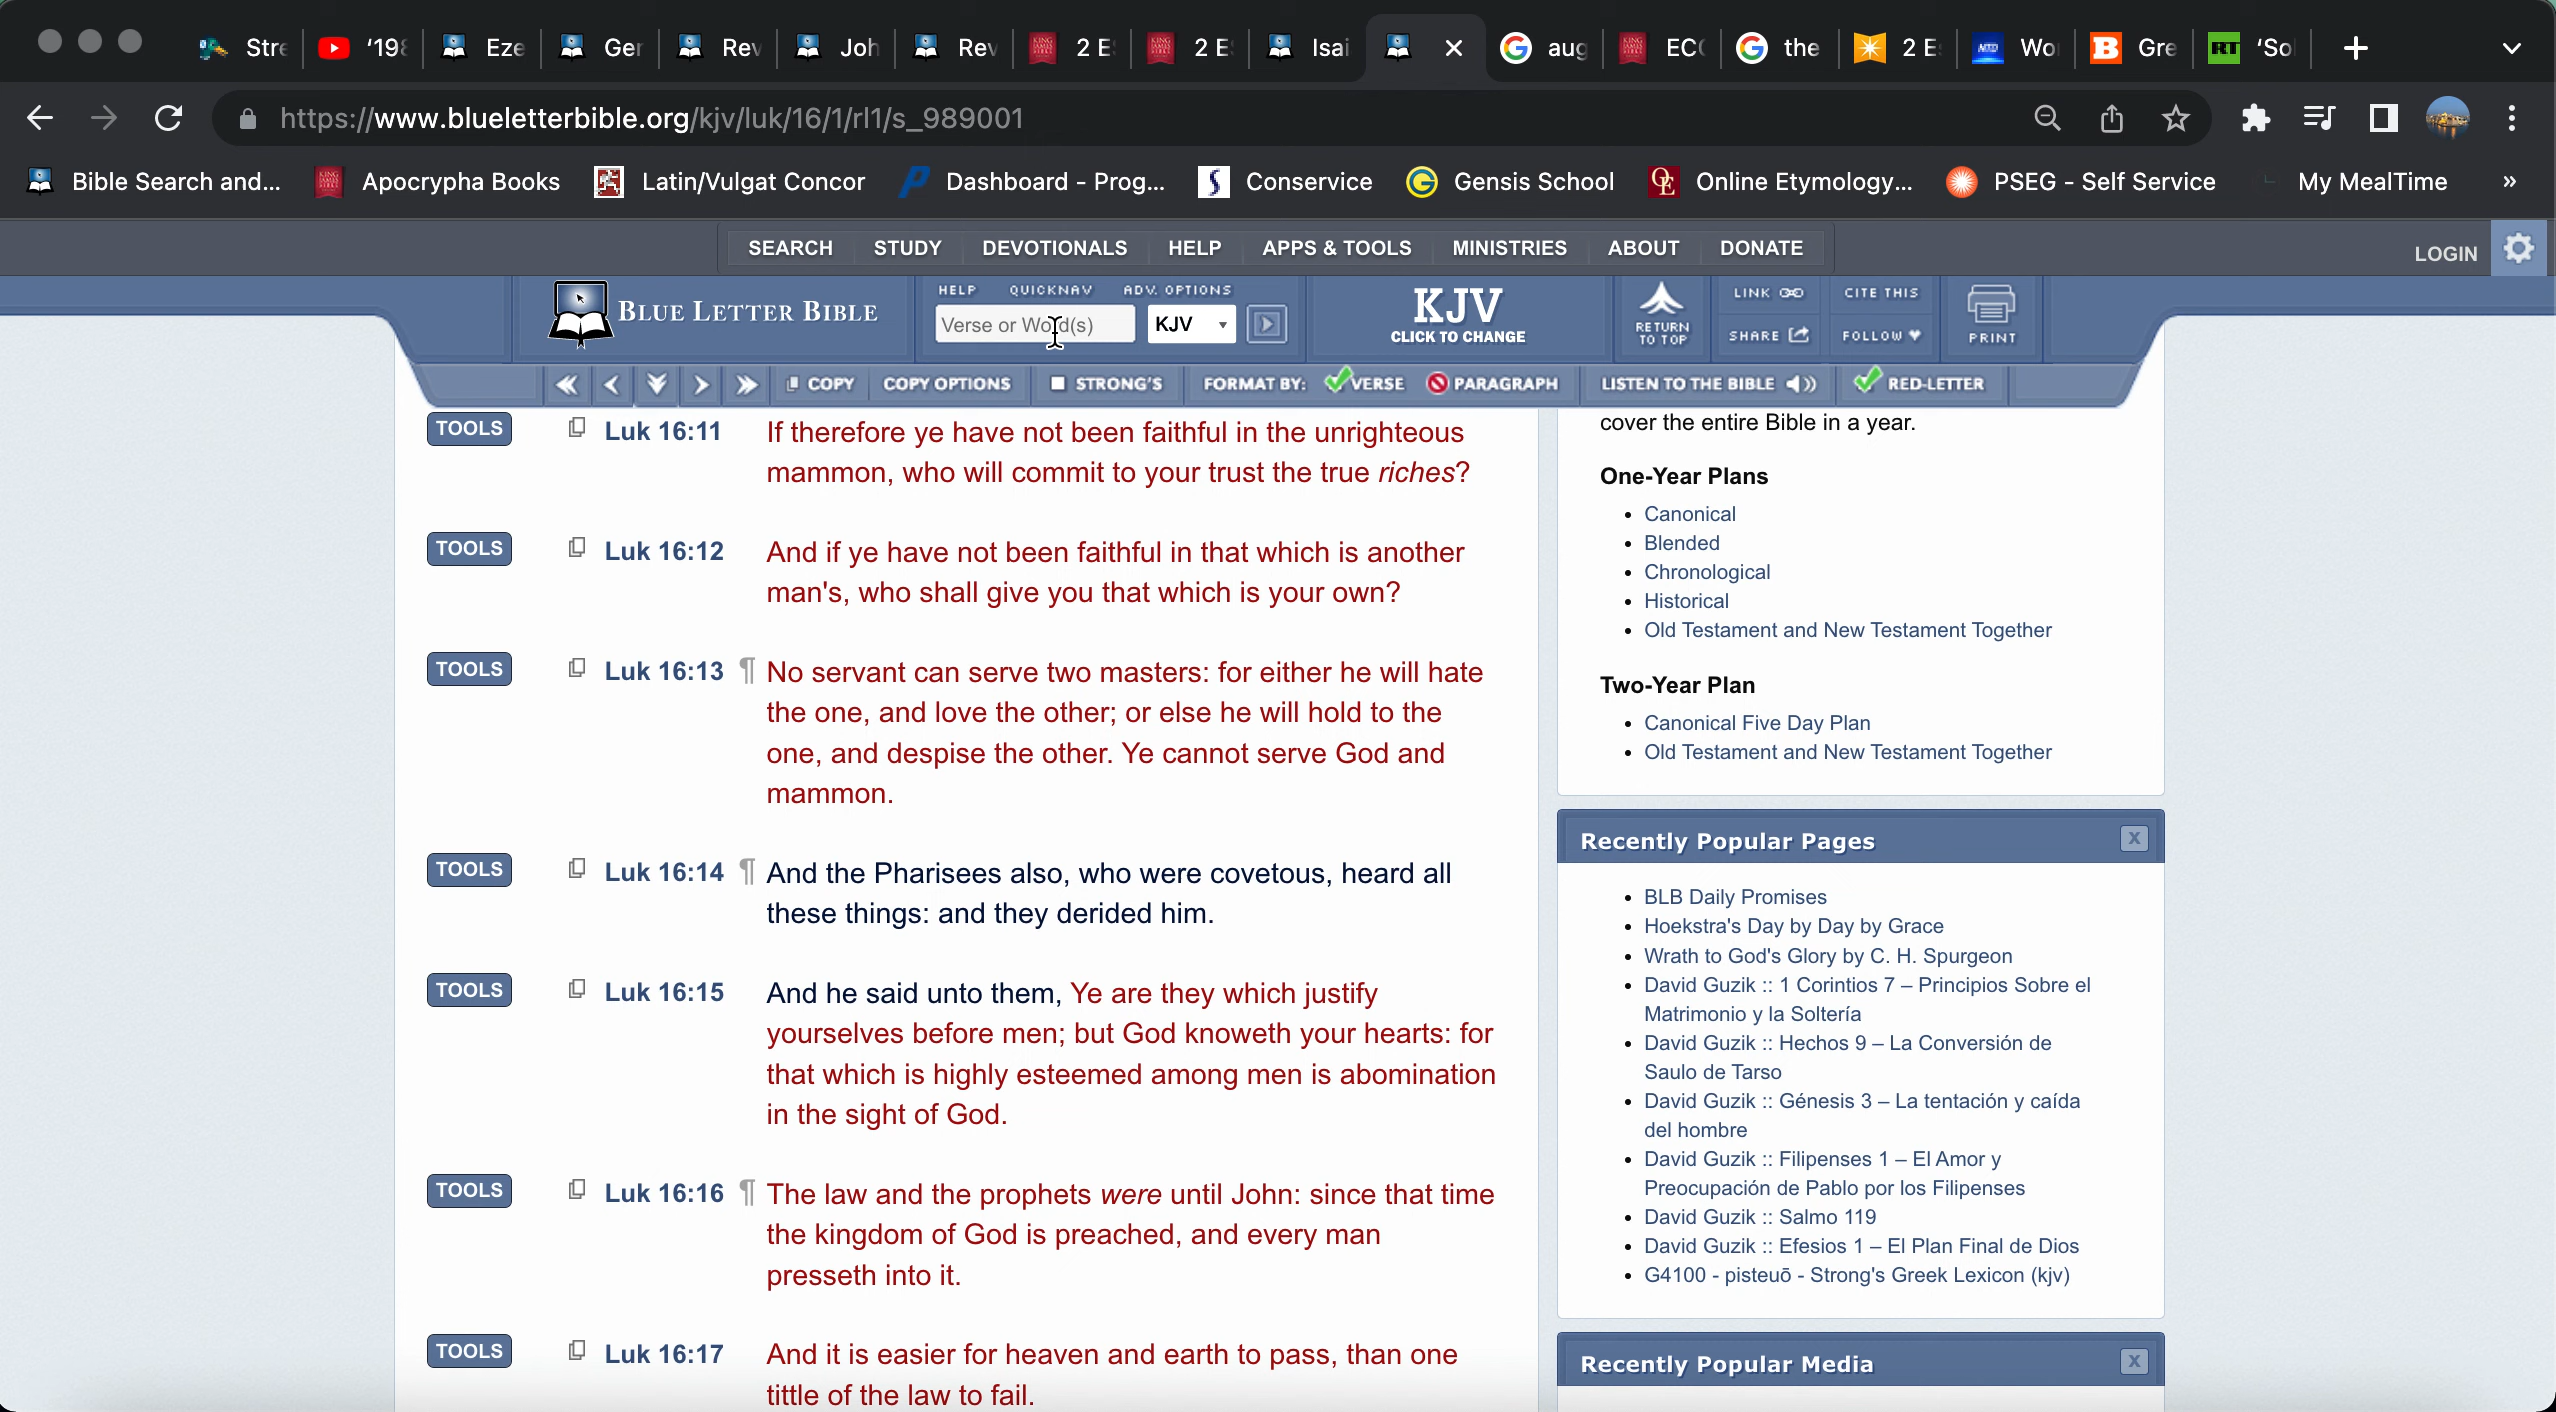 Stre
'198
Eze
Ger
Rev
Joh
Rev
2 E
2 E
Isai
aug
EC
the
2 E
Wo
Gre
RT 'So
https://www.blueletterbible.org/kjv/luk/16/1/rl1/s_989001
Bible Search and...
Apocrypha Books
Latin/Vulgat Concor
Dashboard - Prog...
Conservice
Gensis School
Online Etymology...
PSEG - Self Service
My MealTime
»
SEARCH STUDY DEVOTIONALS HELP APPS & TOOLS MINISTRIES ABOUT DONATE
LOGIN
BLUE LETTER BIBLE
HELP QUICKNAV ADV. OPTIONS
Verse or Word(s)
KJV
KJV
CLICK TO CHANGE
RETURN
TO TOP
LINK
CITE THIS
SHARE
FOLLOW
PRINT
COPY COPY OPTIONS STRONG'S FORMAT BY: VERSE PARAGRAPH LISTEN TO THE BIBLE RED-LETTER
TOOLS Luk 16:11 If therefore ye have not been faithful in the unrighteous
mammon, who will commit to your trust the true riches?
TOOLS Luk 16:12 And if ye have not been faithful in that which is another
man's, who shall give you that which is your own?
TOOLS Luk 16:13 ¶ No servant can serve two masters: for either he will hate
the one, and love the other; or else he will hold to the
one, and despise the other. Ye cannot serve God and
mammon.
TOOLS Luk 16:14 ¶ And the Pharisees also, who were covetous, heard all
these things: and they derided him.
TOOLS Luk 16:15 And he said unto them, Ye are they which justify
yourselves before men; but God knoweth your hearts: for
that which is highly esteemed among men is abomination
in the sight of God.
TOOLS Luk 16:16 ¶ The law and the prophets were until John: since that time
the kingdom of God is preached, and every man
presseth into it.
TOOLS Luk 16:17 And it is easier for heaven and earth to pass, than one
tittle of the law to fail.
cover the entire Bible in a year.
One-Year Plans
• Canonical
• Blended
• Chronological
• Historical
• Old Testament and New Testament Together
Two-Year Plan
• Canonical Five Day Plan
• Old Testament and New Testament Together
Recently Popular Pages
X
• BLB Daily Promises
• Hoekstra's Day by Day by Grace
• Wrath to God's Glory by C. H. Spurgeon
• David Guzik :: 1 Corintios 7 – Principios Sobre el
Matrimonio y la Soltería
• David Guzik :: Hechos 9 – La Conversión de
Saulo de Tarso
• David Guzik :: Génesis 3 – La tentación y caída
del hombre
• David Guzik :: Filipenses 1 – El Amor y
Preocupación de Pablo por los Filipenses
• David Guzik :: Salmo 119
• David Guzik :: Efesios 1 – El Plan Final de Dios
• G4100 - pisteuō - Strong's Greek Lexicon (kjv)
Recently Popular Media
X